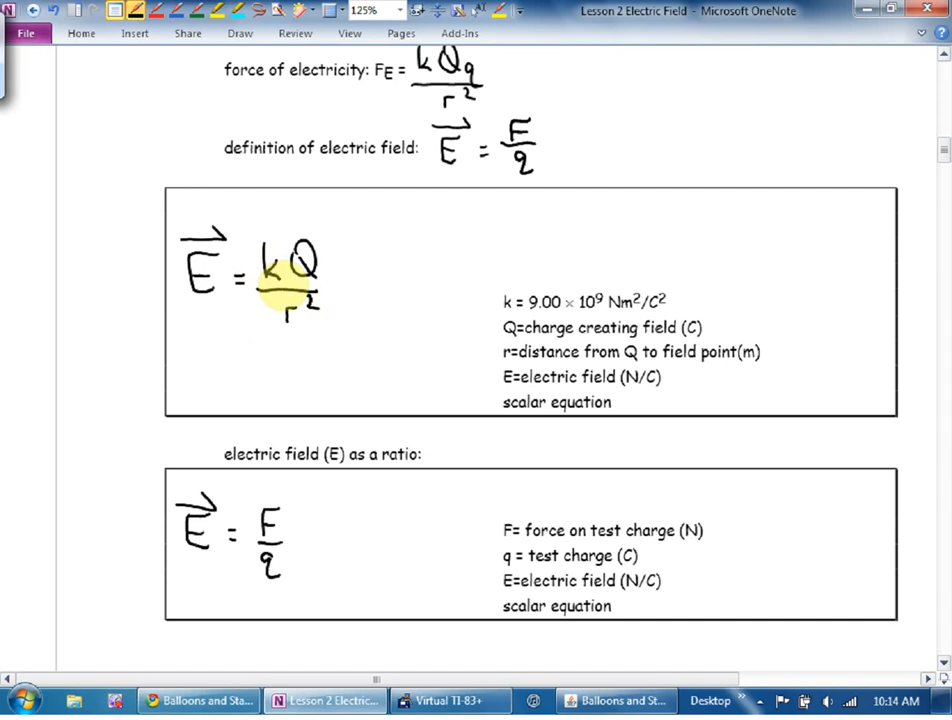 Lesson 2 Electric Field - Microsoft OneNote
125%
File Home Insert Share Draw Review View Pages Add-Ins
force of electricity: FE = kQq / r²
definition of electric field: E⃗ = F / q
E⃗ = kQ / r²
k = 9.00 × 10⁹ Nm²/C²
Q=charge creating field (C)
r=distance from Q to field point(m)
E=electric field (N/C)
scalar equation
electric field (E) as a ratio:
E⃗ = F / q
F= force on test charge (N)
q = test charge (C)
E=electric field (N/C)
scalar equation
Balloons and Sta... Lesson 2 Electric... Virtual TI-83+ Balloons and St... Desktop » 10:14 AM